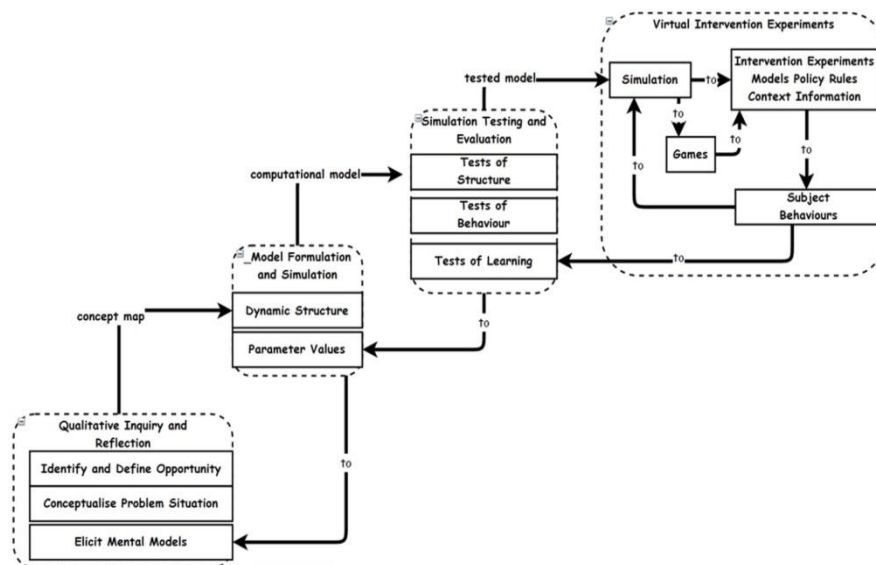 Virtual Intervention Experiments
tested model
Simulation
to
Intervention Experiments
Models Policy Rules
Context Information
to
to
Games
to
to
Subject
Behaviours
to
Simulation Testing and
Evaluation
Tests of
Structure
Tests of
Behaviour
Tests of Learning
computational model
_Model Formulation
and Simulation
Dynamic Structure
Parameter Values
to
concept map
Qualitative Inquiry and
Reflection
Identify and Define Opportunity
Conceptualise Problem Situation
Elicit Mental Models
to